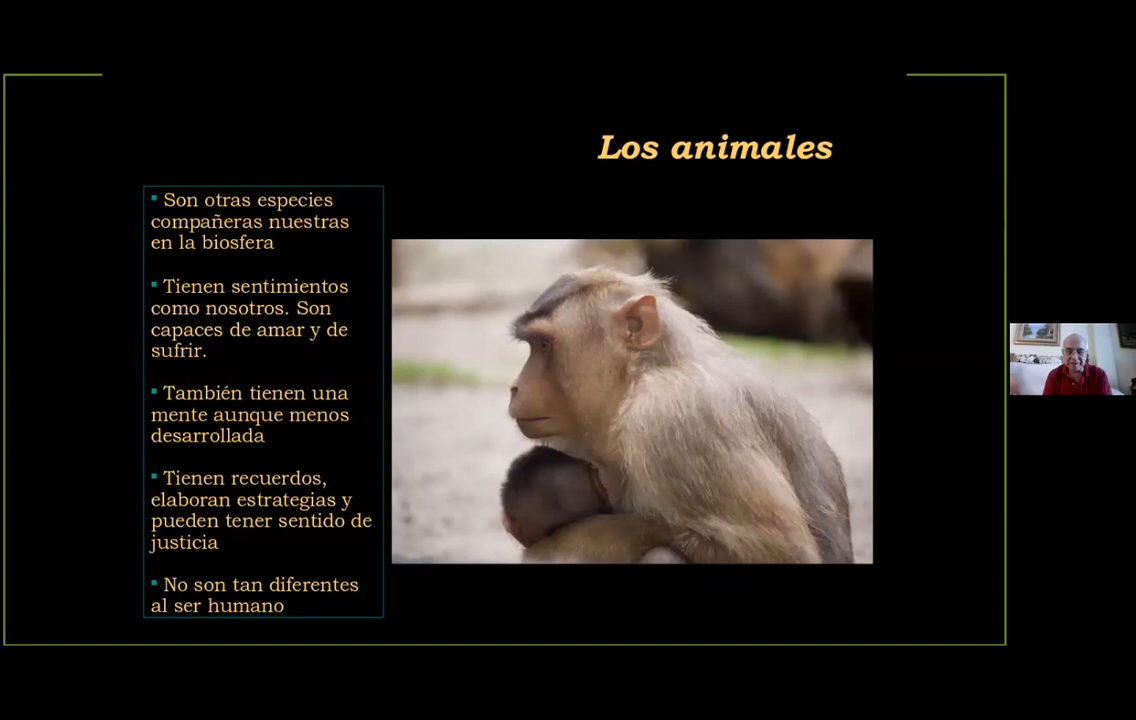 Los animales
▪ Son otras especies
compañeras nuestras
en la biosfera
▪ Tienen sentimientos
como nosotros. Son
capaces de amar y de
sufrir.
▪ También tienen una
mente aunque menos
desarrollada
▪ Tienen recuerdos,
elaboran estrategias y
pueden tener sentido de
justicia
▪ No son tan diferentes
al ser humano